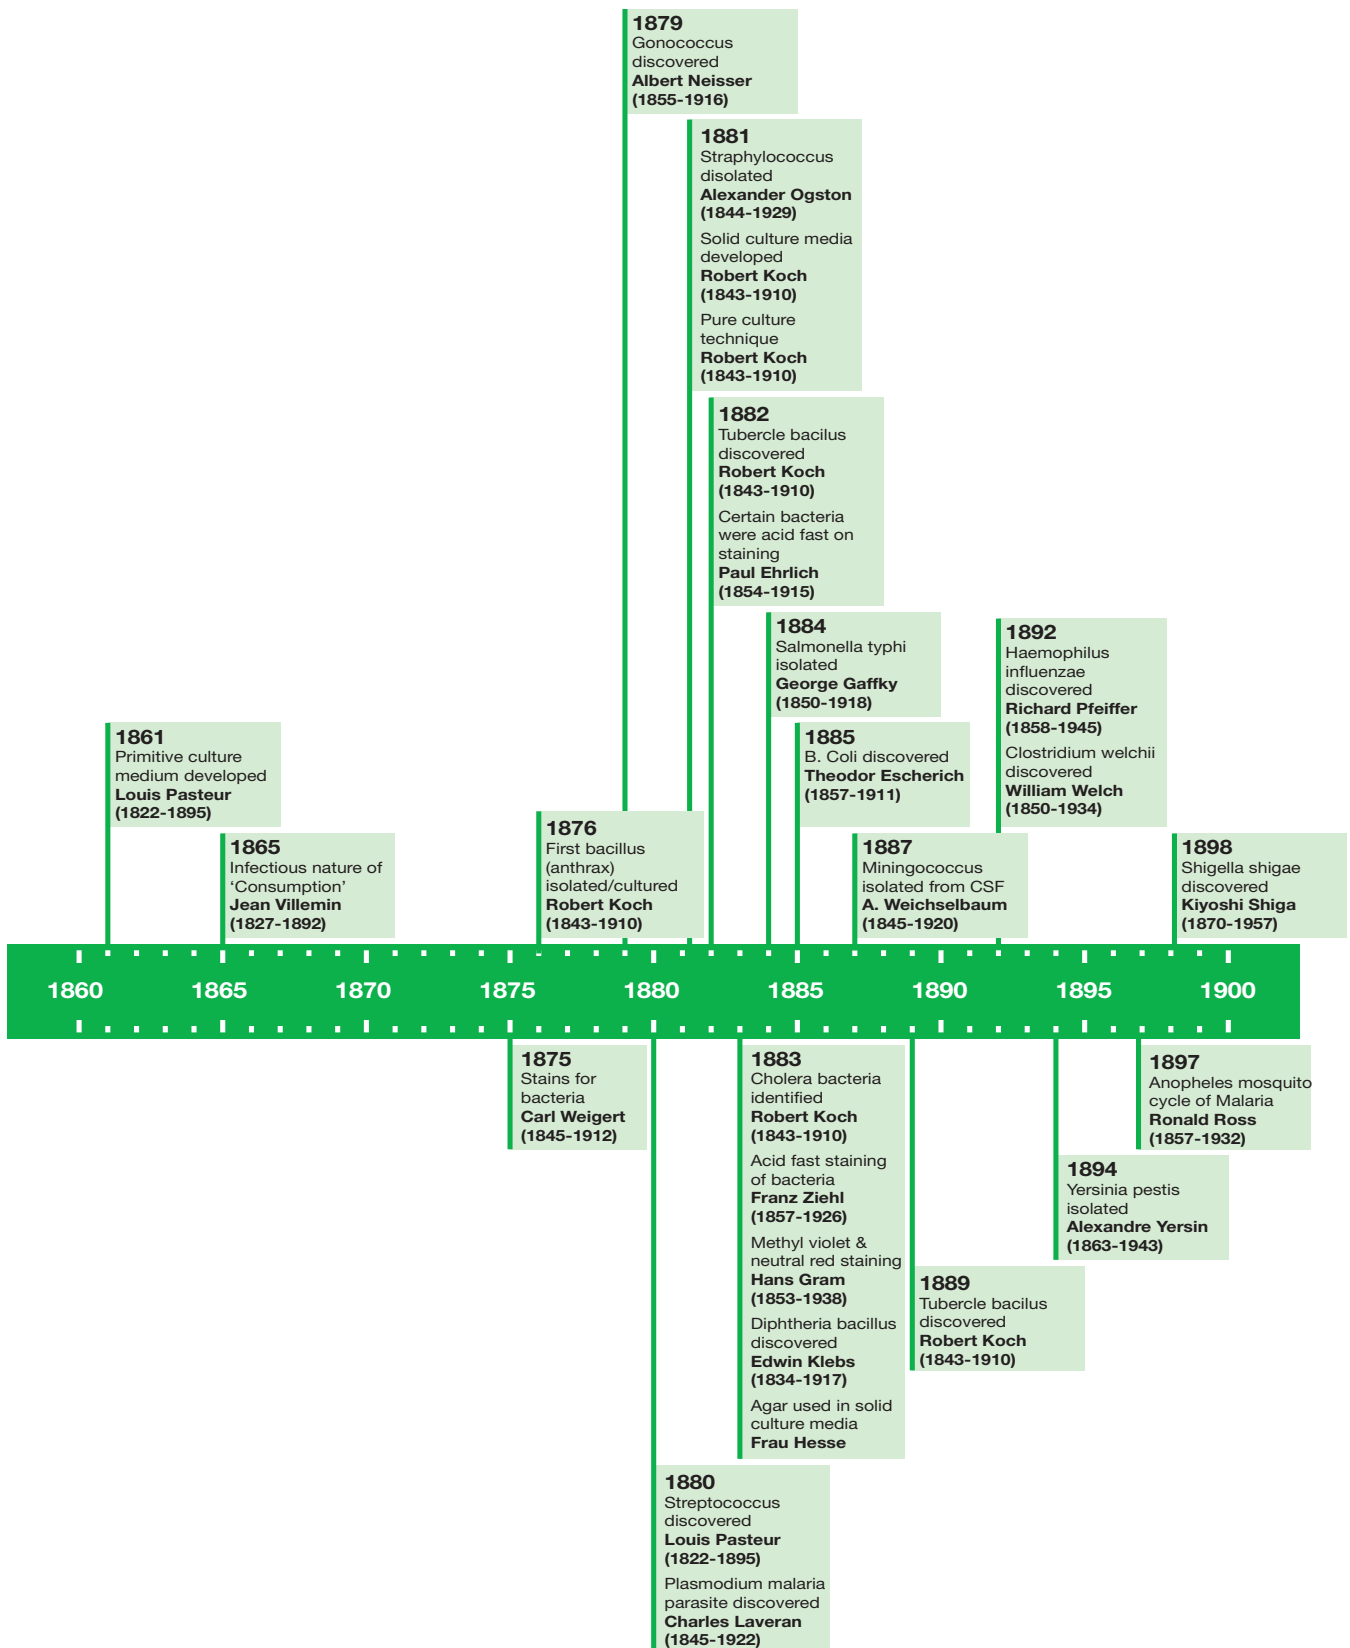 1879
Gonococcus
discovered
Albert Neisser
(1855-1916)
1881
Straphylococcus
disolated
Alexander Ogston
(1844-1929)
Solid culture media
developed
Robert Koch
(1843-1910)
Pure culture
technique
Robert Koch
(1843-1910)
1882
Tubercle bacilus
discovered
Robert Koch
(1843-1910)
Certain bacteria
were acid fast on
staining
Paul Ehrlich
(1854-1915)
1884
Salmonella typhi
isolated
George Gaffky
(1850-1918)
1892
Haemophilus
influenzae
discovered
Richard Pfeiffer
(1858-1945)
Clostridium welchii
discovered
William Welch
(1850-1934)
1861
Primitive culture
medium developed
Louis Pasteur
(1822-1895)
1885
B. Coli discovered
Theodor Escherich
(1857-1911)
1865
Infectious nature of
‘Consumption’
Jean Villemin
(1827-1892)
1876
First bacillus
(anthrax)
isolated/cultured
Robert Koch
(1843-1910)
1887
Miningococcus
isolated from CSF
A. Weichselbaum
(1845-1920)
1898
Shigella shigae
discovered
Kiyoshi Shiga
(1870-1957)
1860 1865 1870 1875 1880 1885 1890 1895 1900
1875
Stains for
bacteria
Carl Weigert
(1845-1912)
1883
Cholera bacteria
identified
Robert Koch
(1843-1910)
Acid fast staining
of bacteria
Franz Ziehl
(1857-1926)
Methyl violet &
neutral red staining
Hans Gram
(1853-1938)
Diphtheria bacillus
discovered
Edwin Klebs
(1834-1917)
Agar used in solid
culture media
Frau Hesse
1897
Anopheles mosquito
cycle of Malaria
Ronald Ross
(1857-1932)
1894
Yersinia pestis
isolated
Alexandre Yersin
(1863-1943)
1889
Tubercle bacilus
discovered
Robert Koch
(1843-1910)
1880
Streptococcus
discovered
Louis Pasteur
(1822-1895)
Plasmodium malaria
parasite discovered
Charles Laveran
(1845-1922)